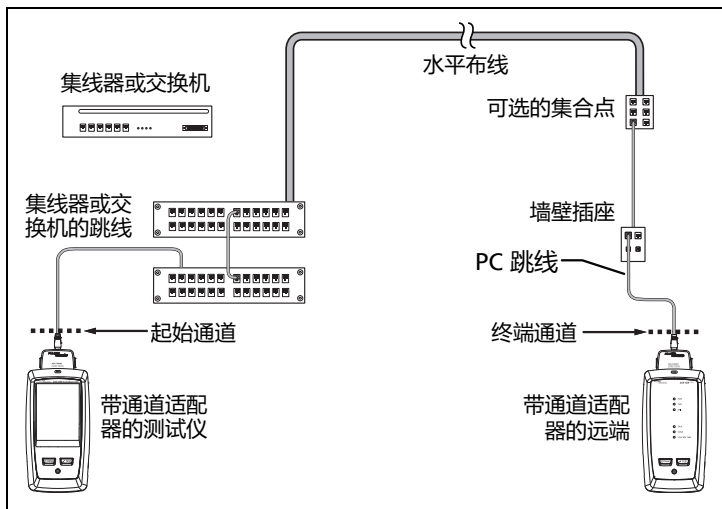 水平布线
集线器或交换机
可选的集合点
集线器或交
换机的跳线
墙壁插座
PC 跳线
起始通道
终端通道
带通道适配
器的测试仪
带通道适配
器的远端